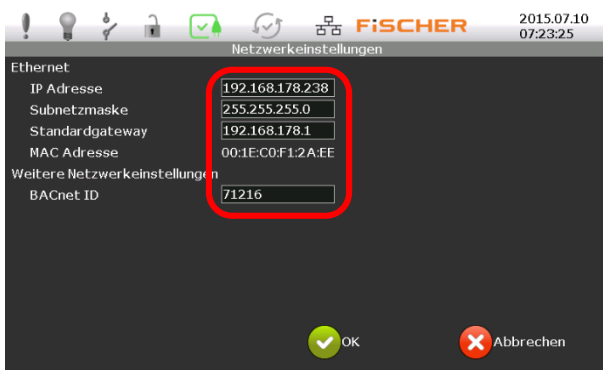 FiSCHER
2015.07.10
07:23:25
Netzwerkeinstellungen
Ethernet
IP Adresse 192.168.178.238
Subnetzmaske 255.255.255.0
Standardgateway 192.168.178.1
MAC Adresse 00:1E:C0:F1:2A:EE
Weitere Netzwerkeinstellungen
BACnet ID 71216
OK Abbrechen